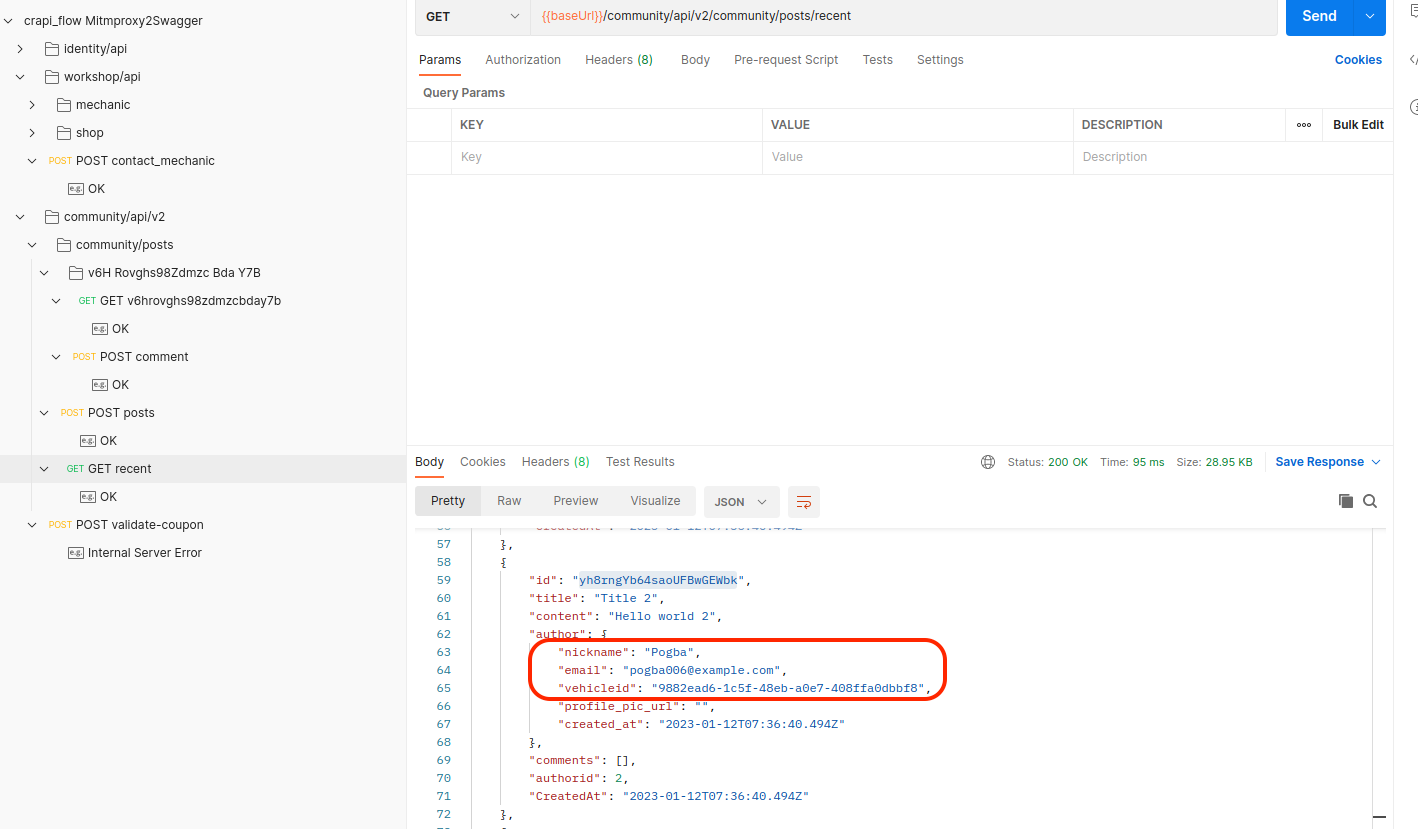 crapi_flow Mitmproxy2Swagger
identity/api
workshop/api
mechanic
shop
POST POST contact_mechanic
e.g. OK
community/api/v2
community/posts
v6H Rovghs98Zdmzc Bda Y7B
GET GET v6hrovghs98zdmzcbday7b
e.g. OK
POST POST comment
e.g. OK
POST POST posts
e.g. OK
GET GET recent
e.g. OK
POST POST validate-coupon
e.g. Internal Server Error
GET {{baseUrl}}/community/api/v2/community/posts/recent Send
Params Authorization Headers (8) Body Pre-request Script Tests Settings Cookies
Query Params
KEY VALUE DESCRIPTION ooo Bulk Edit
Key Value Description
Body Cookies Headers (8) Test Results Status: 200 OK Time: 95 ms Size: 28.95 KB Save Response
Pretty Raw Preview Visualize JSON
57 },
58 {
59 "id": "yh8rngYb64saoUFBwGEWbk",
60 "title": "Title 2",
61 "content": "Hello world 2",
62 "author": {
63 "nickname": "Pogba",
64 "email": "pogba006@example.com",
65 "vehicleid": "9882ead6-1c5f-48eb-a0e7-408ffa0dbbf8",
66 "profile_pic_url": "",
67 "created_at": "2023-01-12T07:36:40.494Z"
68 },
69 "comments": [],
70 "authorid": 2,
71 "CreatedAt": "2023-01-12T07:36:40.494Z"
72 },